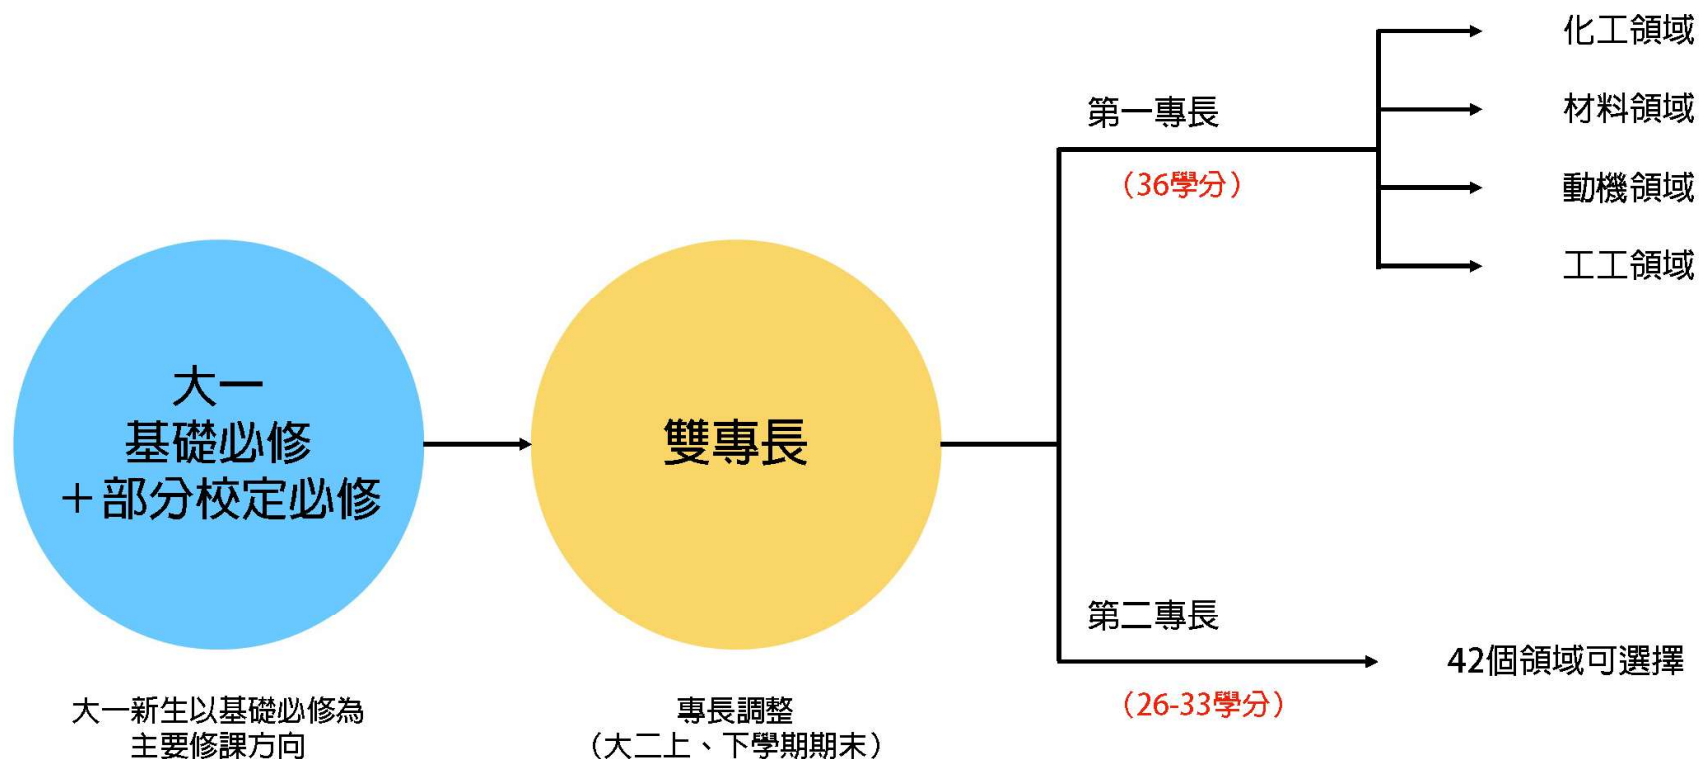 大一
基礎必修
＋部分校定必修
大一新生以基礎必修為
主要修課方向
雙專長
專長調整
（大二上、下學期期末）
第一專長
（36學分）
化工領域
材料領域
動機領域
工工領域
第二專長
（26-33學分）
42個領域可選擇